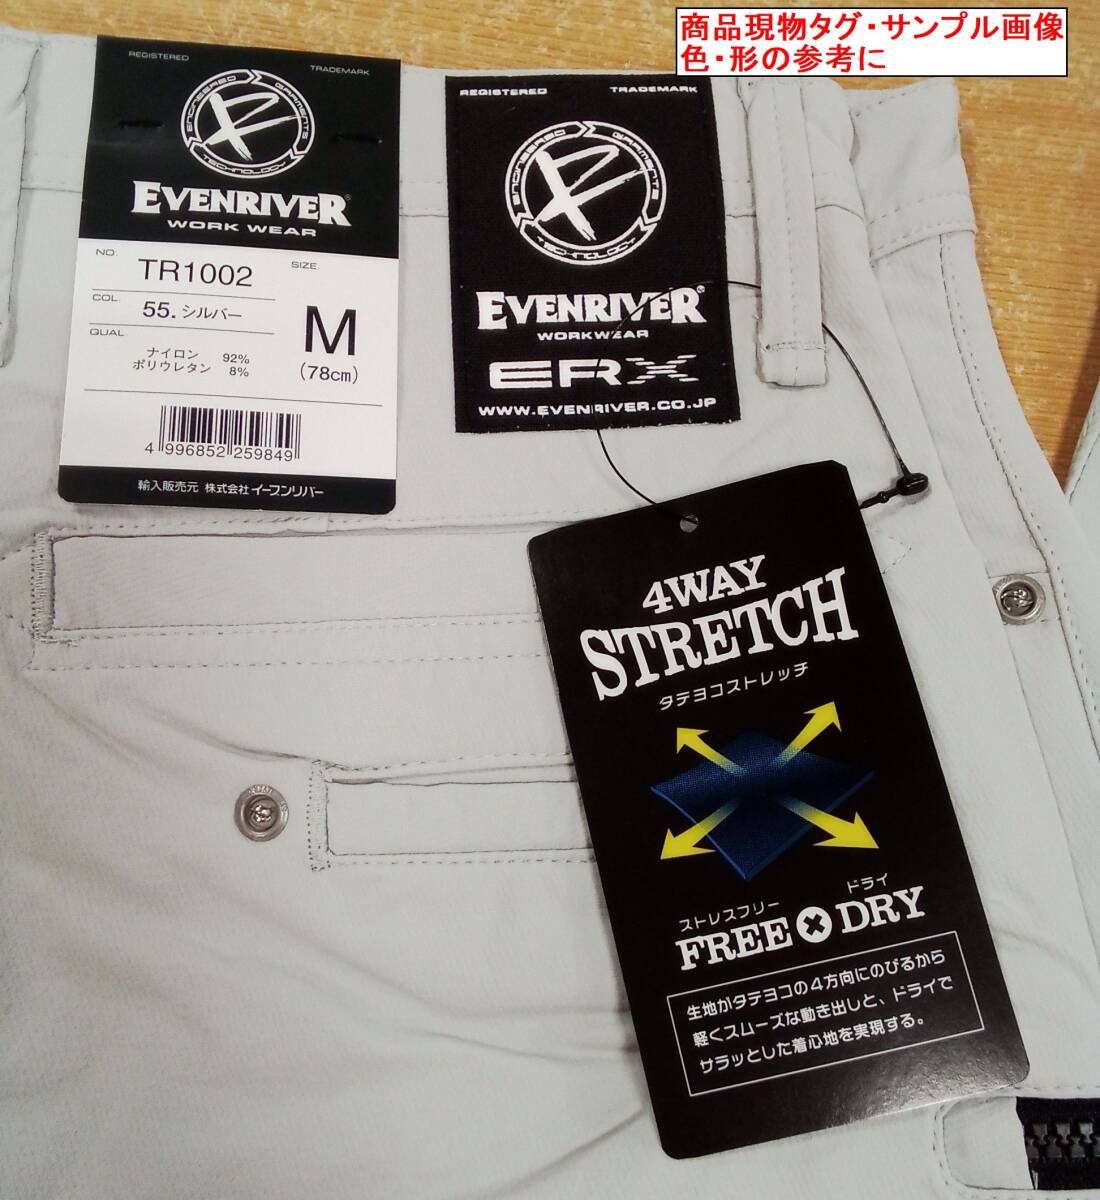 商品現物タグ・サンプル画像
色・形の参考に
REGISTERED
TRADEMARK
ENGINEERED GARMENTS TECHNOLOGY
EVENRIVER®
WORK WEAR
NO.
TR1002
SIZE.
COL.
55. シルバー
M
(78cm)
QUAL
ナイロン 92%
ポリウレタン 8%
4 996852 259849
輸入販売元 株式会社 イーブンリバー
REGISTERED
TRADEMARK
ENGINEERED GARMENTS TECHNOLOGY
EVENRIVER
WORKWEAR
ERX
WWW.EVENRIVER.CO.JP
4WAY
STRETCH
タテヨコストレッチ
ストレスフリー
ドライ
FREE × DRY
生地がタテヨコの4方向にのびるから
軽くスムーズな動き出しと、ドライで
サラッとした着心地を実現する。